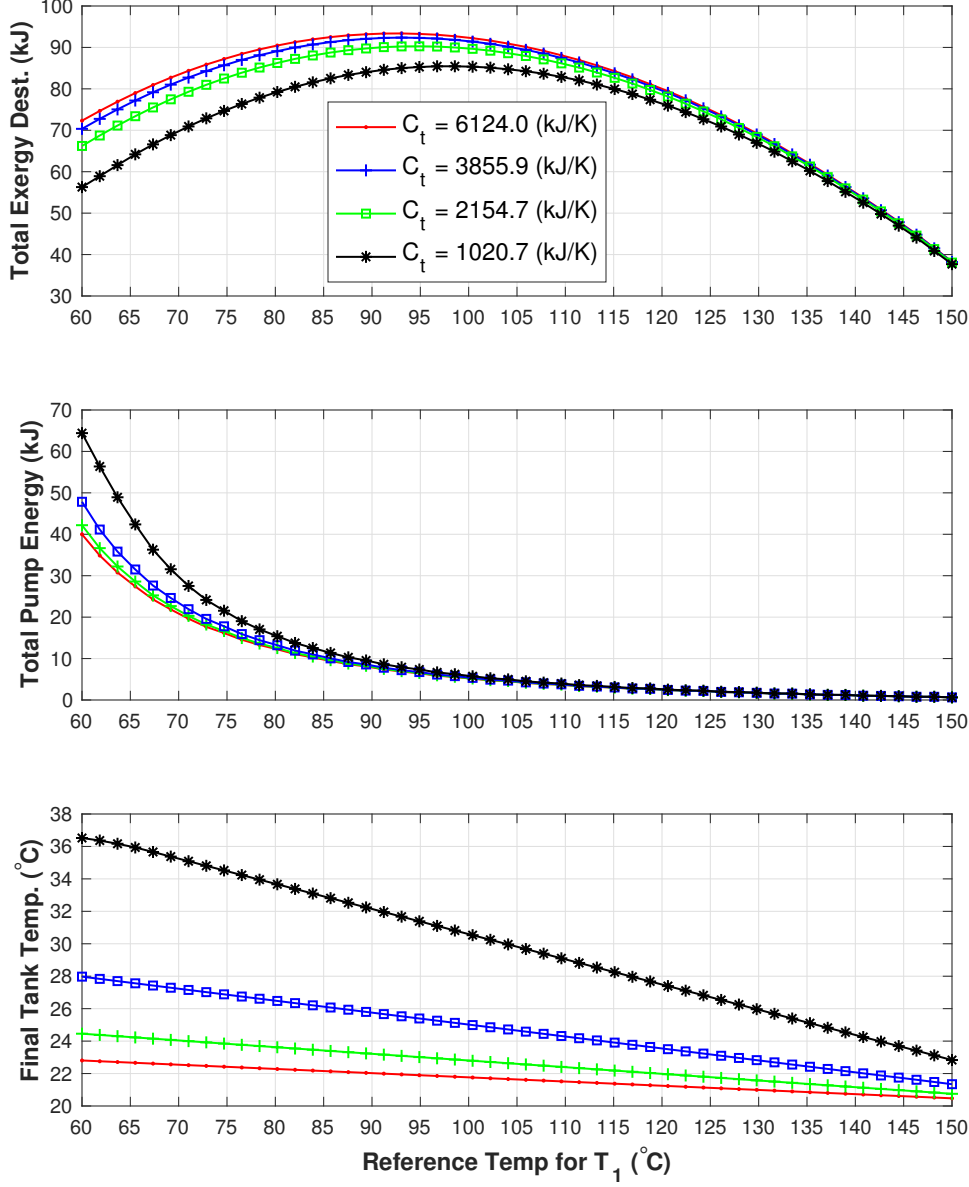 100
90
80
70
60
50
40
30
Total Exergy Dest. (kJ)
C_t = 6124.0 (kJ/K)
C_t = 3855.9 (kJ/K)
C_t = 2154.7 (kJ/K)
C_t = 1020.7 (kJ/K)
60 65 70 75 80 85 90 95 100 105 110 115 120 125 130 135 140 145 150
70
60
50
40
30
20
10
0
Total Pump Energy (kJ)
60 65 70 75 80 85 90 95 100 105 110 115 120 125 130 135 140 145 150
38
36
34
32
30
28
26
24
22
20
Final Tank Temp. (°C)
60 65 70 75 80 85 90 95 100 105 110 115 120 125 130 135 140 145 150
Reference Temp for T_1 (°C)